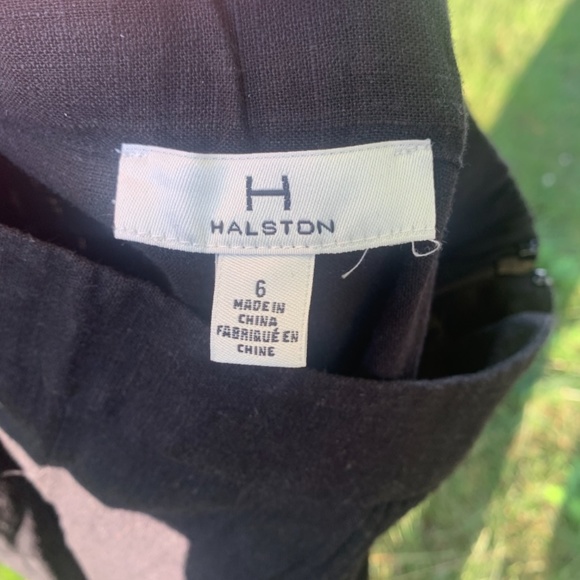 H
HALSTON
6
MADE IN
CHINA
FABRIQUÉ EN
CHINE